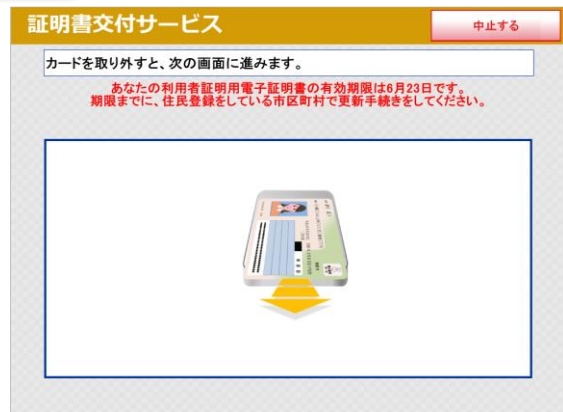 証明書交付サービス
中止する
カードを取り外すと、次の画面に進みます。
あなたの利用者証明用電子証明書の有効期限は6月23日です。
期限までに、住民登録をしている市区町村で更新手続きをしてください。